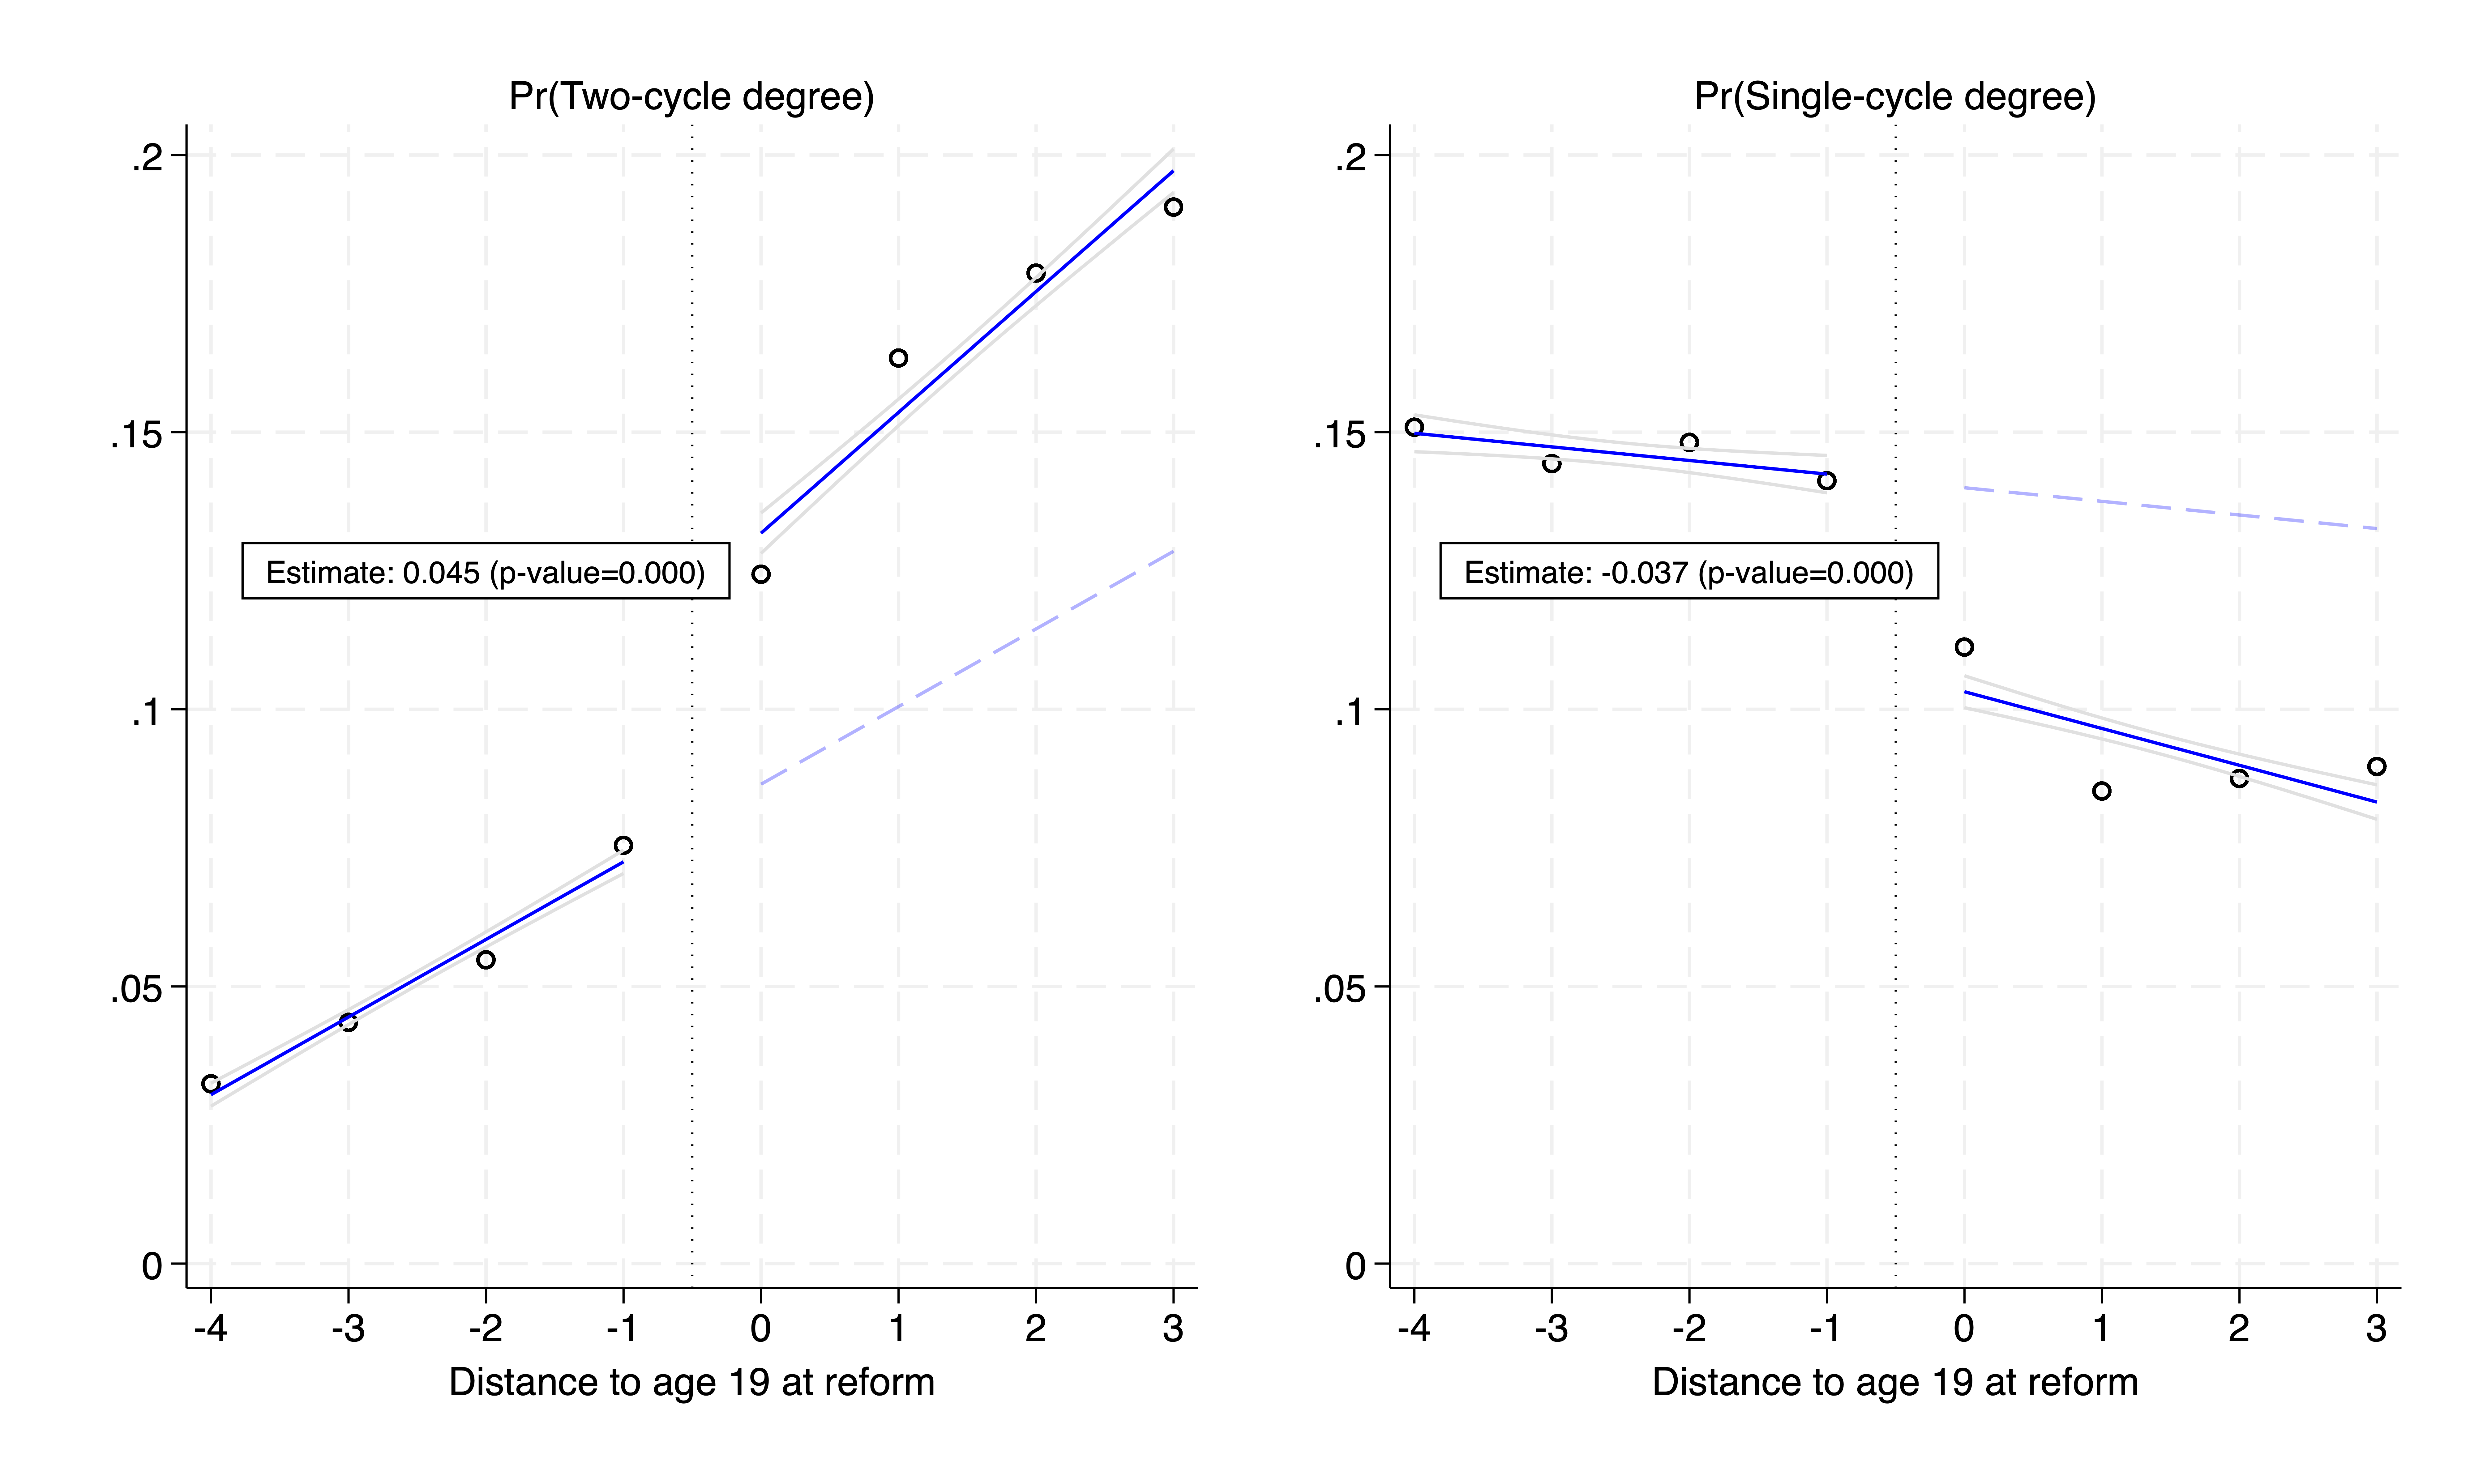 Pr(Two-cycle degree)
.2
.15
.1
.05
0
Estimate: 0.045 (p-value=0.000)
-4 -3 -2 -1 0 1 2 3
Distance to age 19 at reform
Pr(Single-cycle degree)
.2
.15
.1
.05
0
Estimate: -0.037 (p-value=0.000)
-4 -3 -2 -1 0 1 2 3
Distance to age 19 at reform